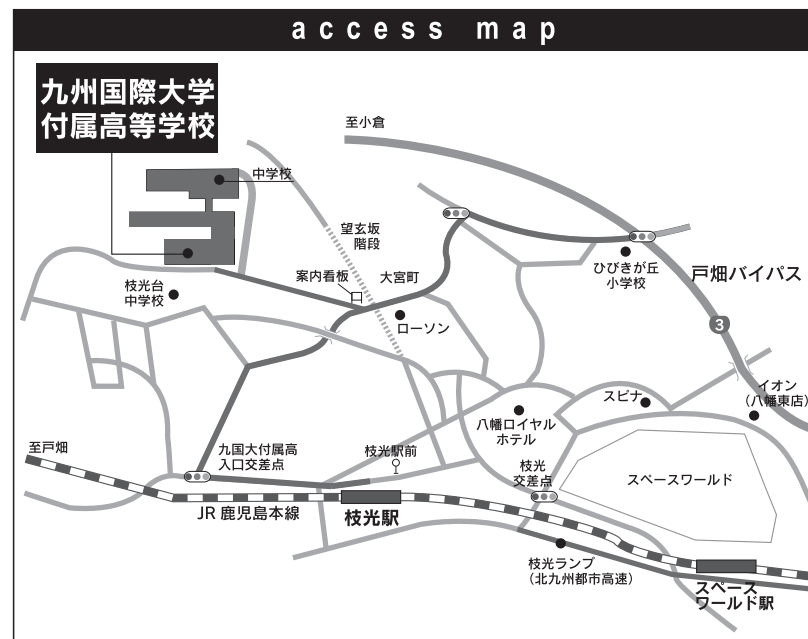 access map
九州国際大学
付属高等学校
至小倉
中学校
望玄坂
階段
案内看板
大宮町
ひびきが丘
小学校
戸畑バイパス
枝光台
中学校
ローソン
3
イオン
(八幡東店)
スピナ
八幡ロイヤル
ホテル
至戸畑
九国大付属高
入口交差点
枝光駅前
枝光
交差点
スペースワールド
JR 鹿児島本線
枝光駅
枝光ランプ
(北九州都市高速)
スペース
ワールド駅